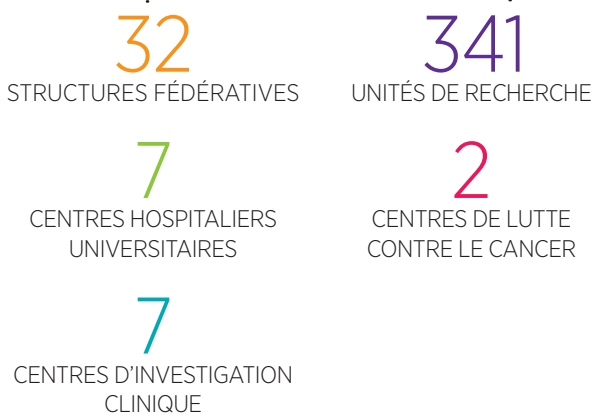 32
STRUCTURES FÉDÉRATIVES
341
UNITÉS DE RECHERCHE
7
CENTRES HOSPITALIERS
UNIVERSITAIRES
2
CENTRES DE LUTTE
CONTRE LE CANCER
7
CENTRES D'INVESTIGATION
CLINIQUE